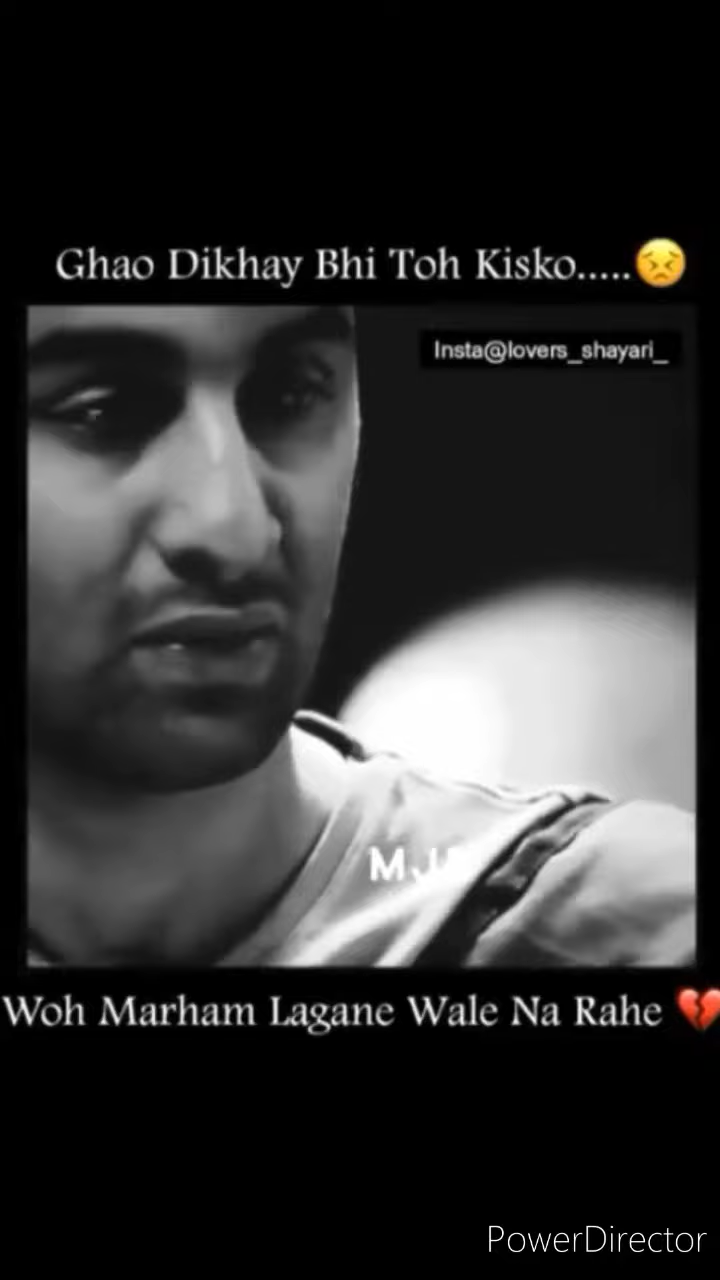 Ghao Dikhay Bhi Toh Kisko.....😣
Insta@lovers_shayari_
Woh Marham Lagane Wale Na Rahe 💔
PowerDirector